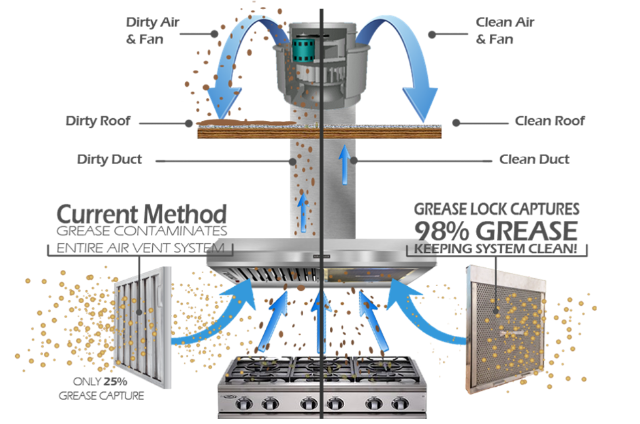 Dirty Air
& Fan
Clean Air
& Fan
Dirty Roof
Clean Roof
Dirty Duct
Clean Duct
Current Method
GREASE CONTAMINATES
ENTIRE AIR VENT SYSTEM
GREASE LOCK CAPTURES
98% GREASE
KEEPING SYSTEM CLEAN!
ONLY 25%
GREASE CAPTURE